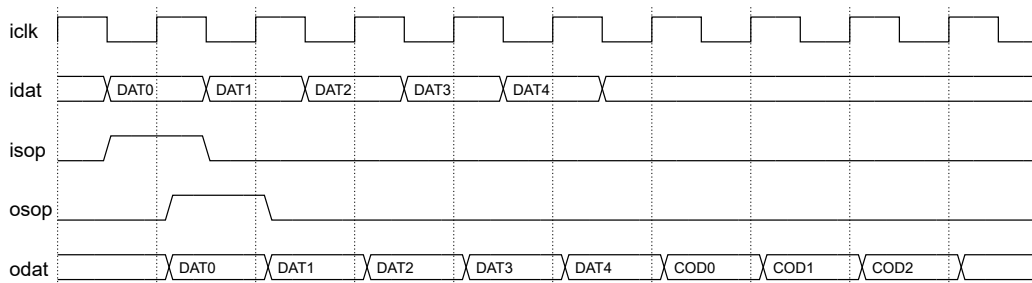 iclk
idat DAT0 DAT1 DAT2 DAT3 DAT4
isop
osop
odat DAT0 DAT1 DAT2 DAT3 DAT4 COD0 COD1 COD2